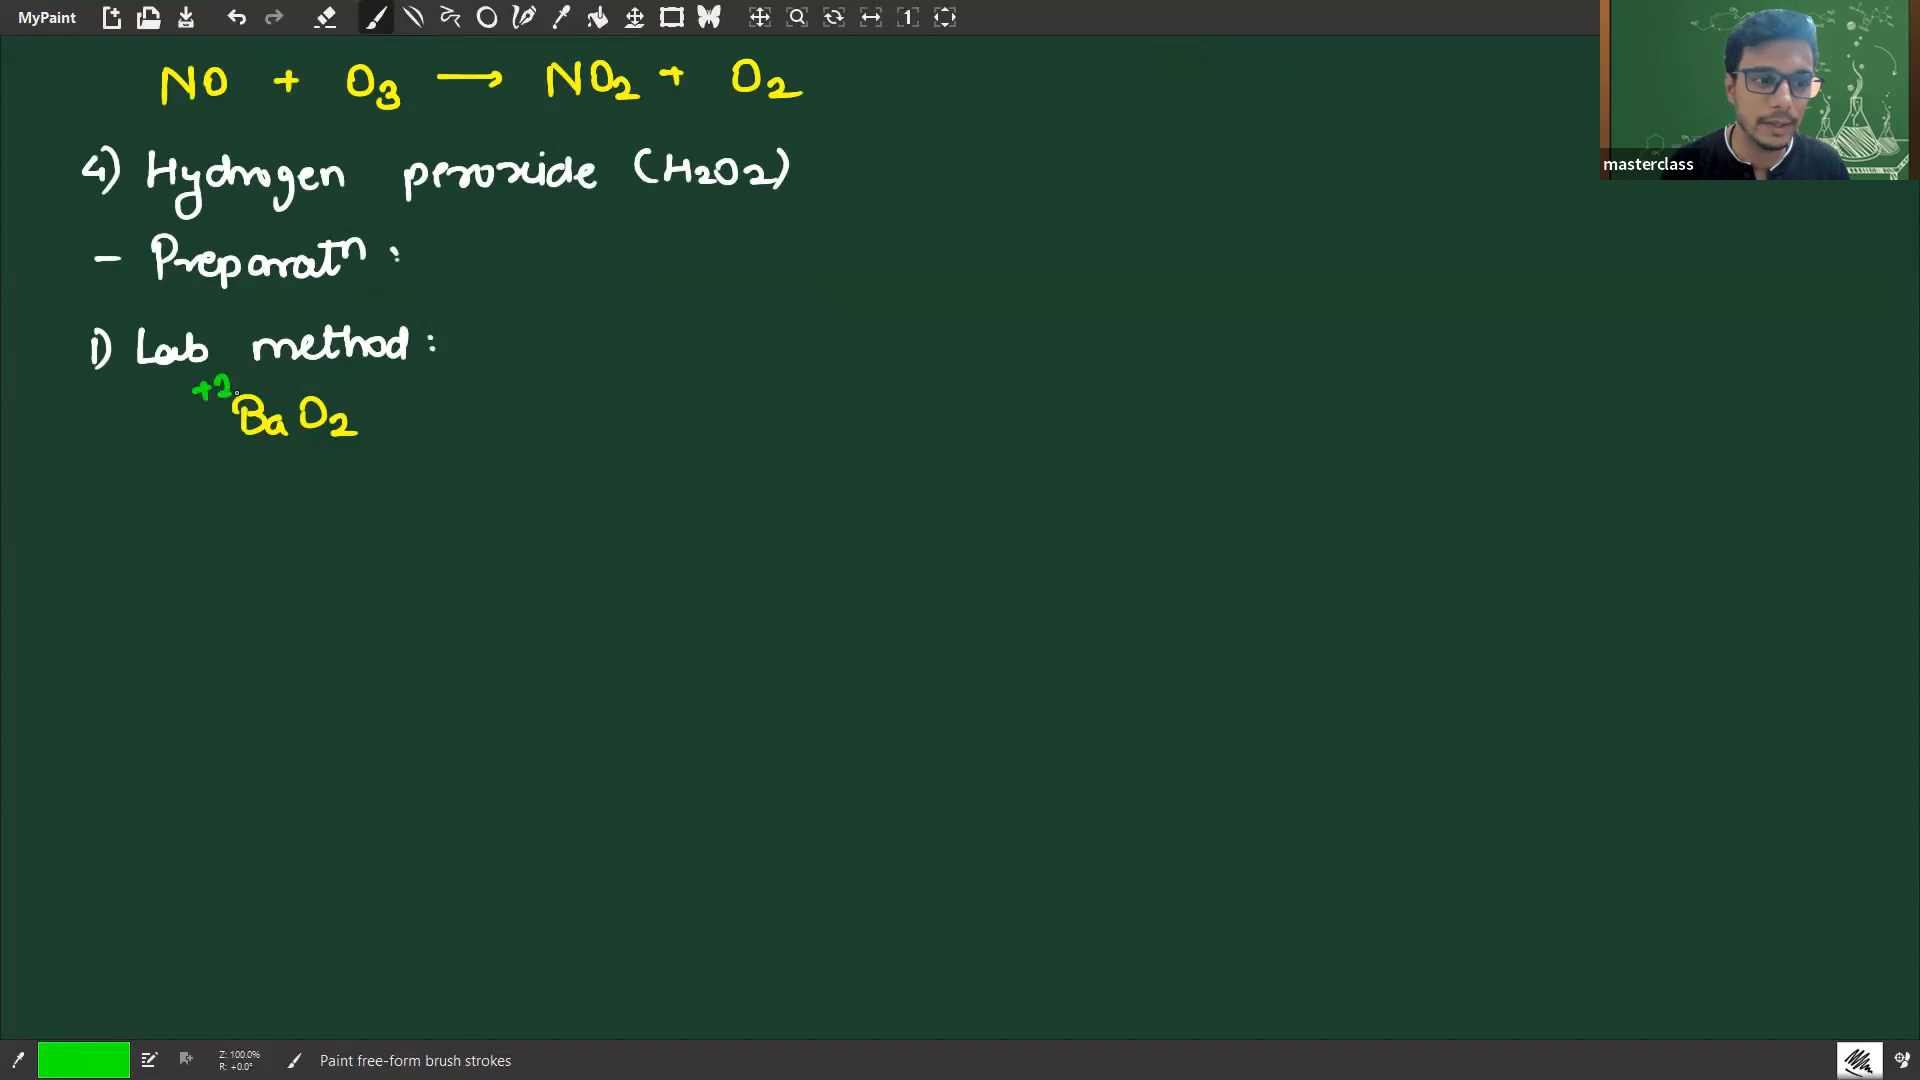 MyPaint
masterclass
NO + O3 → NO2 + O2
4) Hydrogen peroxide (H2O2)
- Preparatⁿ :
1) Lab method :
+2
BaO2
Z: 100.0%
R: +0.0°
Paint free-form brush strokes